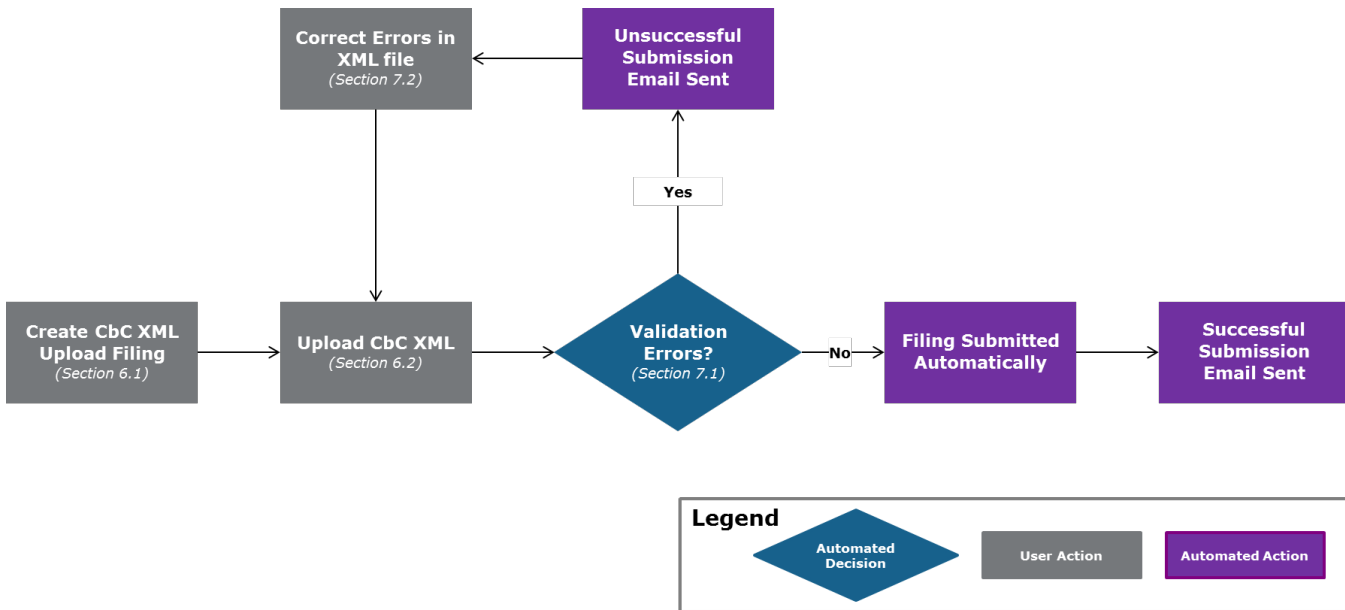 Correct Errors in
XML file
(Section 7.2)
Unsuccessful
Submission
Email Sent
Yes
Create CbC XML
Upload Filing
(Section 6.1)
Upload CbC XML
(Section 6.2)
Validation
Errors?
(Section 7.1)
No
Filing Submitted
Automatically
Successful
Submission
Email Sent
Legend
Automated
Decision
User Action
Automated Action